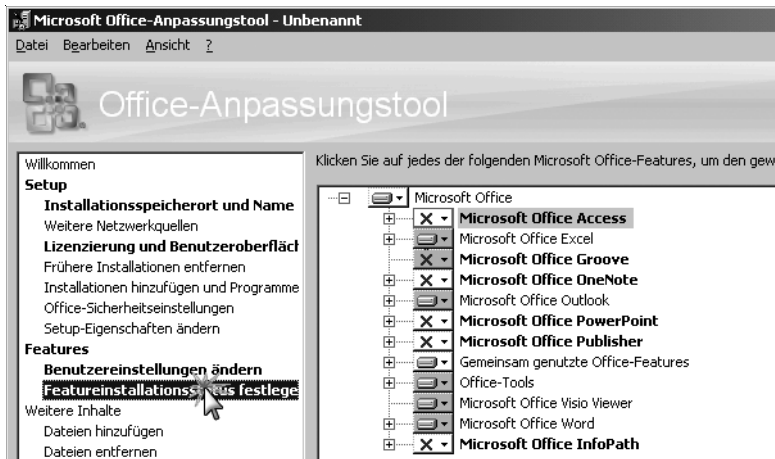 Microsoft Office-Anpassungstool - Unbenannt
Datei Bearbeiten Ansicht ?
Office-Anpassungstool
Willkommen
Setup
Installationsspeicherort und Name
Weitere Netzwerkquellen
Lizenzierung und Benutzeroberfläch
Frühere Installationen entfernen
Installationen hinzufügen und Programme
Office-Sicherheitseinstellungen
Setup-Eigenschaften ändern
Features
Benutzereinstellungen ändern
Featureinstallationsstatus festlege
Weitere Inhalte
Dateien hinzufügen
Dateien entfernen
Klicken Sie auf jedes der folgenden Microsoft Office-Features, um den gew
Microsoft Office
Microsoft Office Access
Microsoft Office Excel
Microsoft Office Groove
Microsoft Office OneNote
Microsoft Office Outlook
Microsoft Office PowerPoint
Microsoft Office Publisher
Gemeinsam genutzte Office-Features
Office-Tools
Microsoft Office Visio Viewer
Microsoft Office Word
Microsoft Office InfoPath